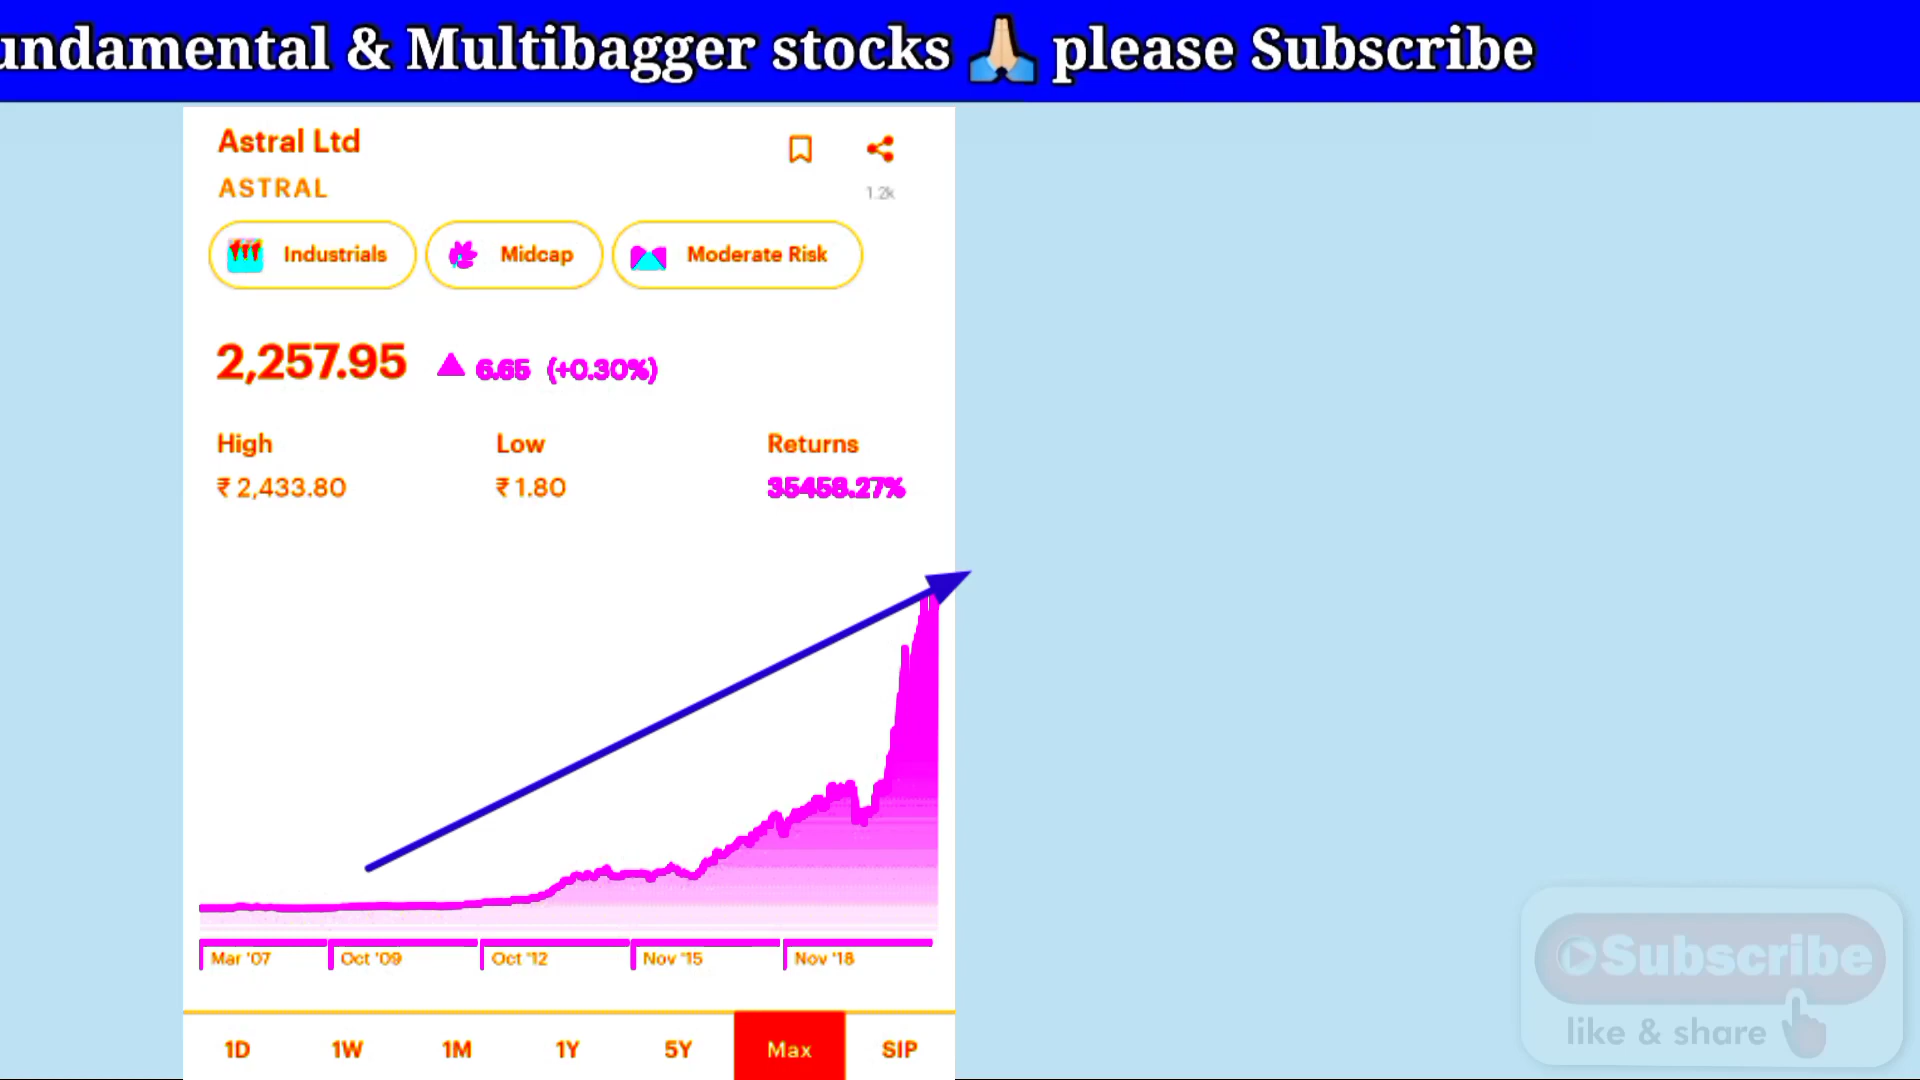 undamental & Multibagger stocks 🙏🏻 please Subscribe
Astral Ltd
ASTRAL
1.2k
Industrials
Midcap
Moderate Risk
2,257.95 ▲ 6.65 (+0.30%)
High Low Returns
₹2,433.80 ₹1.80 35458.27%
Mar '07 Oct '09 Oct '12 Nov '15 Nov '18
1D 1W 1M 1Y 5Y Max SIP
Subscribe
like & share